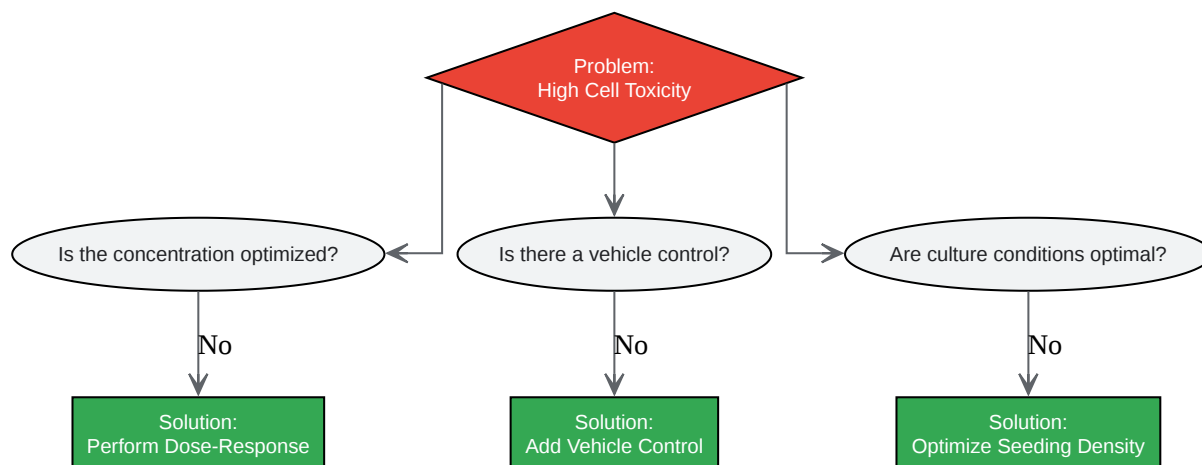 Problem:
High Cell Toxicity
Is the concentration optimized?
Is there a vehicle control?
Are culture conditions optimal?
No
No
No
Solution:
Perform Dose-Response
Solution:
Add Vehicle Control
Solution:
Optimize Seeding Density